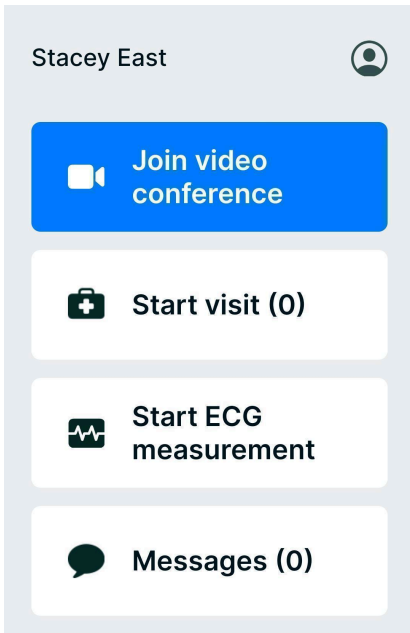 Stacey East
Join video
conference
Start visit (0)
Start ECG
measurement
Messages (0)